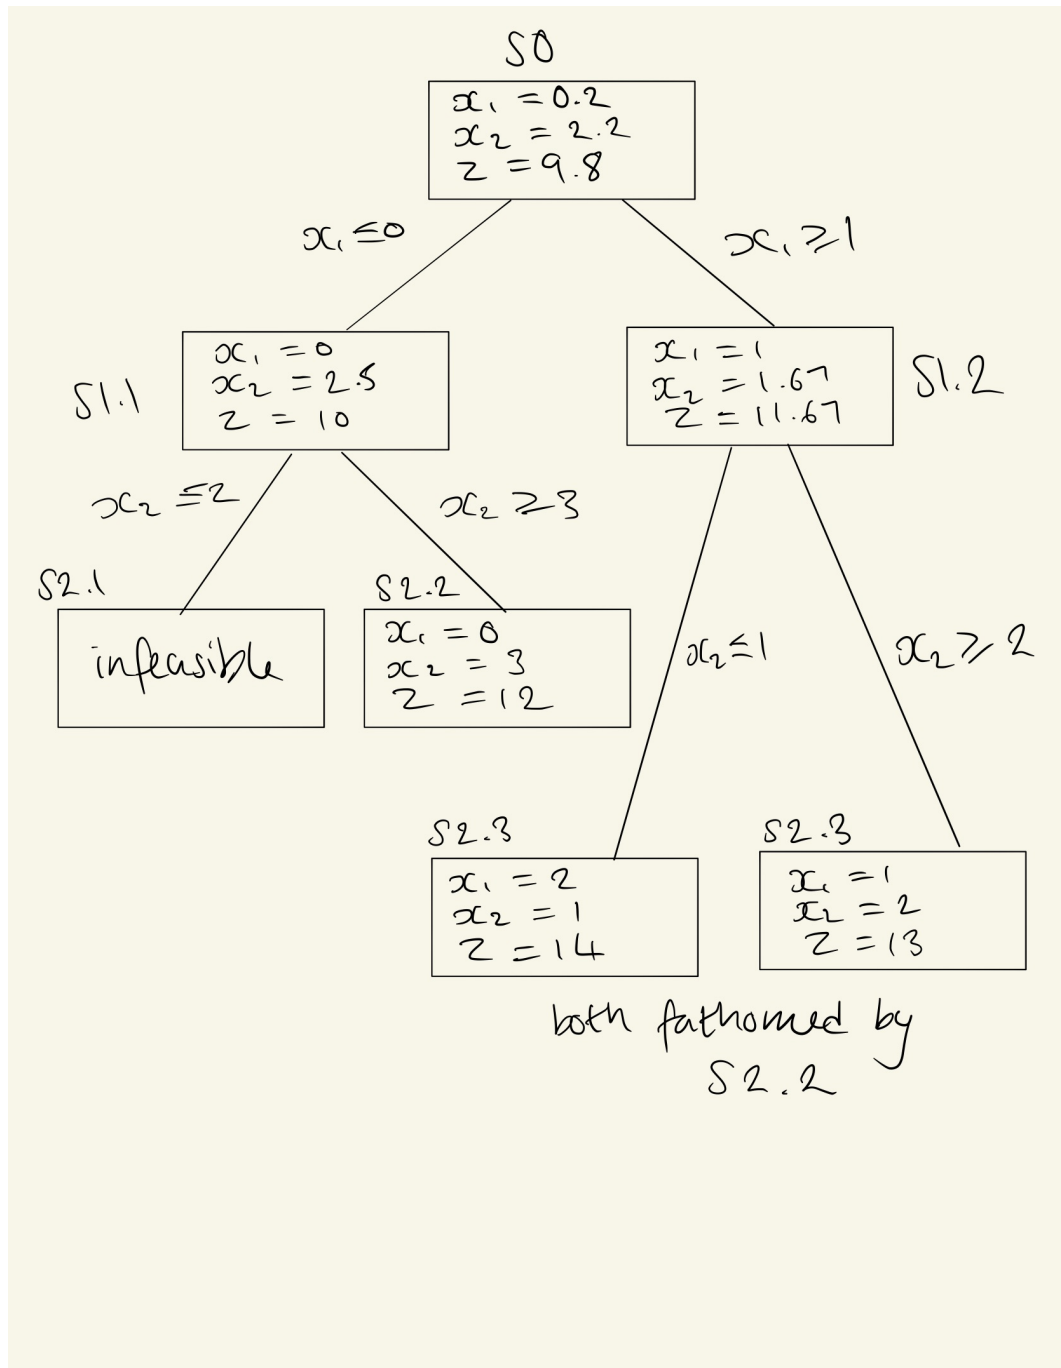 S0
x₁ = 0.2
x₂ = 2.2
z = 9.8
x₁ ≤ 0
x₁ ≥ 1
S1.1
x₁ = 0
x₂ = 2.5
z = 10
x₁ = 1
x₂ = 1.67
z = 11.67
S1.2
x₂ ≤ 2
x₂ ≥ 3
S2.1
infeasible
S2.2
x₁ = 0
x₂ = 3
z = 12
x₂ ≤ 1
x₂ ≥ 2
S2.3
x₁ = 2
x₂ = 1
z = 14
S2.3
x₁ = 1
x₂ = 2
z = 13
both fathomed by
S2.2